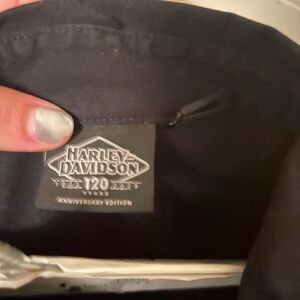 HARLEY-
DAVIDSON
120
YEARS
ANNIVERSARY EDITION